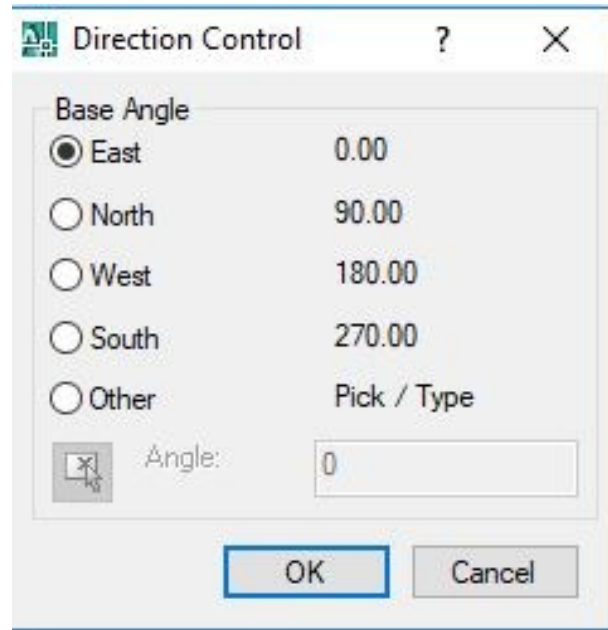 Direction Control ? X
Base Angle
East 0.00
North 90.00
West 180.00
South 270.00
Other Pick / Type
Angle: 0
OK Cancel